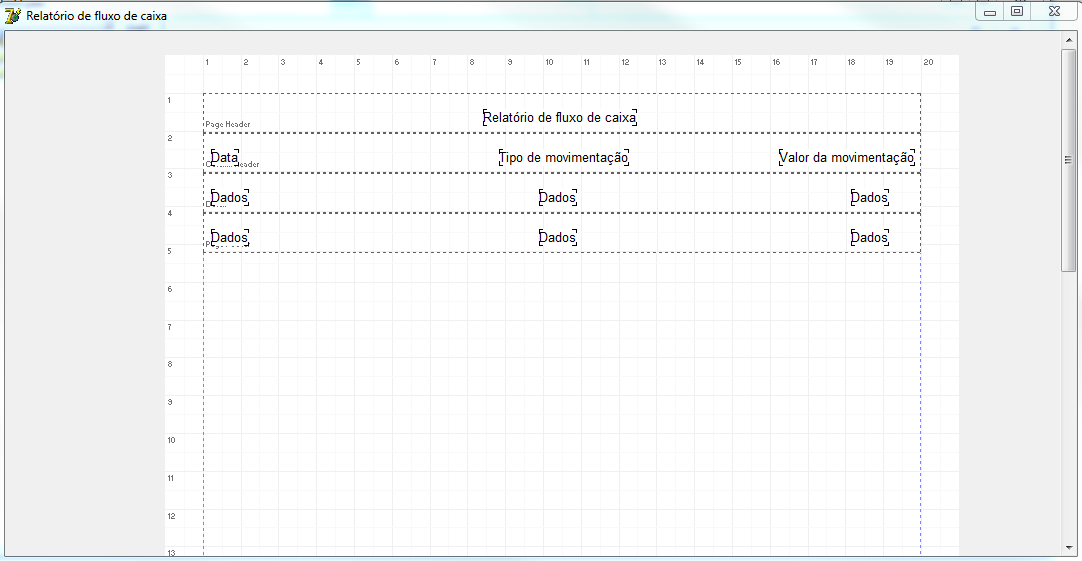 Relatório de fluxo de caixa
1 2 3 4 5 6 7 8 9 10 11 12 13 14 15 16 17 18 19 20
1
Relatório de fluxo de caixa
Page Header
2
Data Tipo de movimentação Valor da movimentação
3
Dados Dados Dados
4
Dados Dados Dados
5
6
7
8
9
10
11
12
13